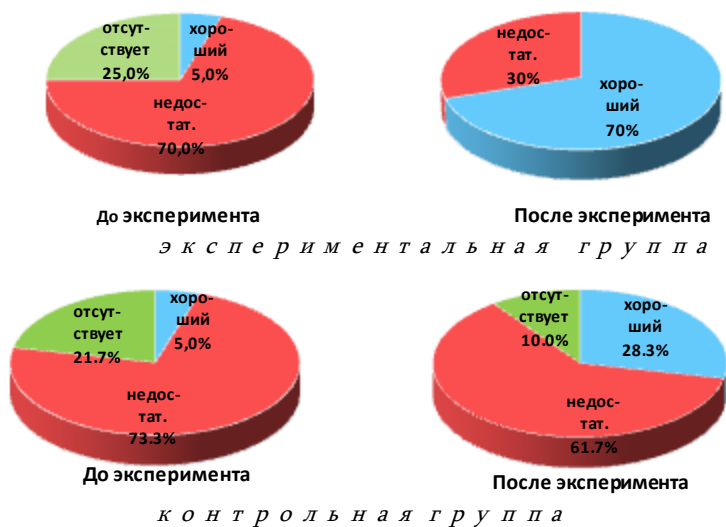 отсут-
ствует
25,0%
хоро-
ший
5,0%
недос-
тат.
70,0%
До эксперимента
недос-
тат.
30%
хоро-
ший
70%
После эксперимента
экспериментальная группа
отсут-
ствует
21.7%
хоро-
ший
5,0%
недос-
тат.
73.3%
До эксперимента
отсут-
ствует
10.0%
хоро-
ший
28.3%
недос-
тат.
61.7%
После эксперимента
контрольная группа